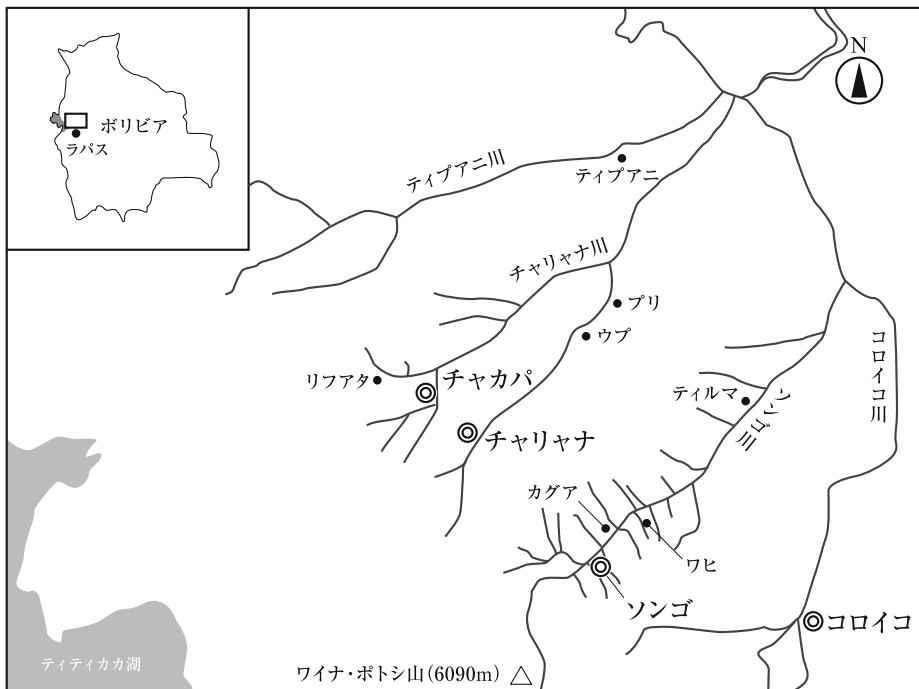 N
ボリビア
ラパス
ティプアニ川
ティプアニ
チャリャナ川
プリ
ウプ
コロイコ川
リフアタ
チャカパ
ティルマ
ソンゴ川
チャリャナ
カグア
ワヒ
ソンゴ
コロイコ
ティティカカ湖
ワイナ・ポトシ山(6090m)